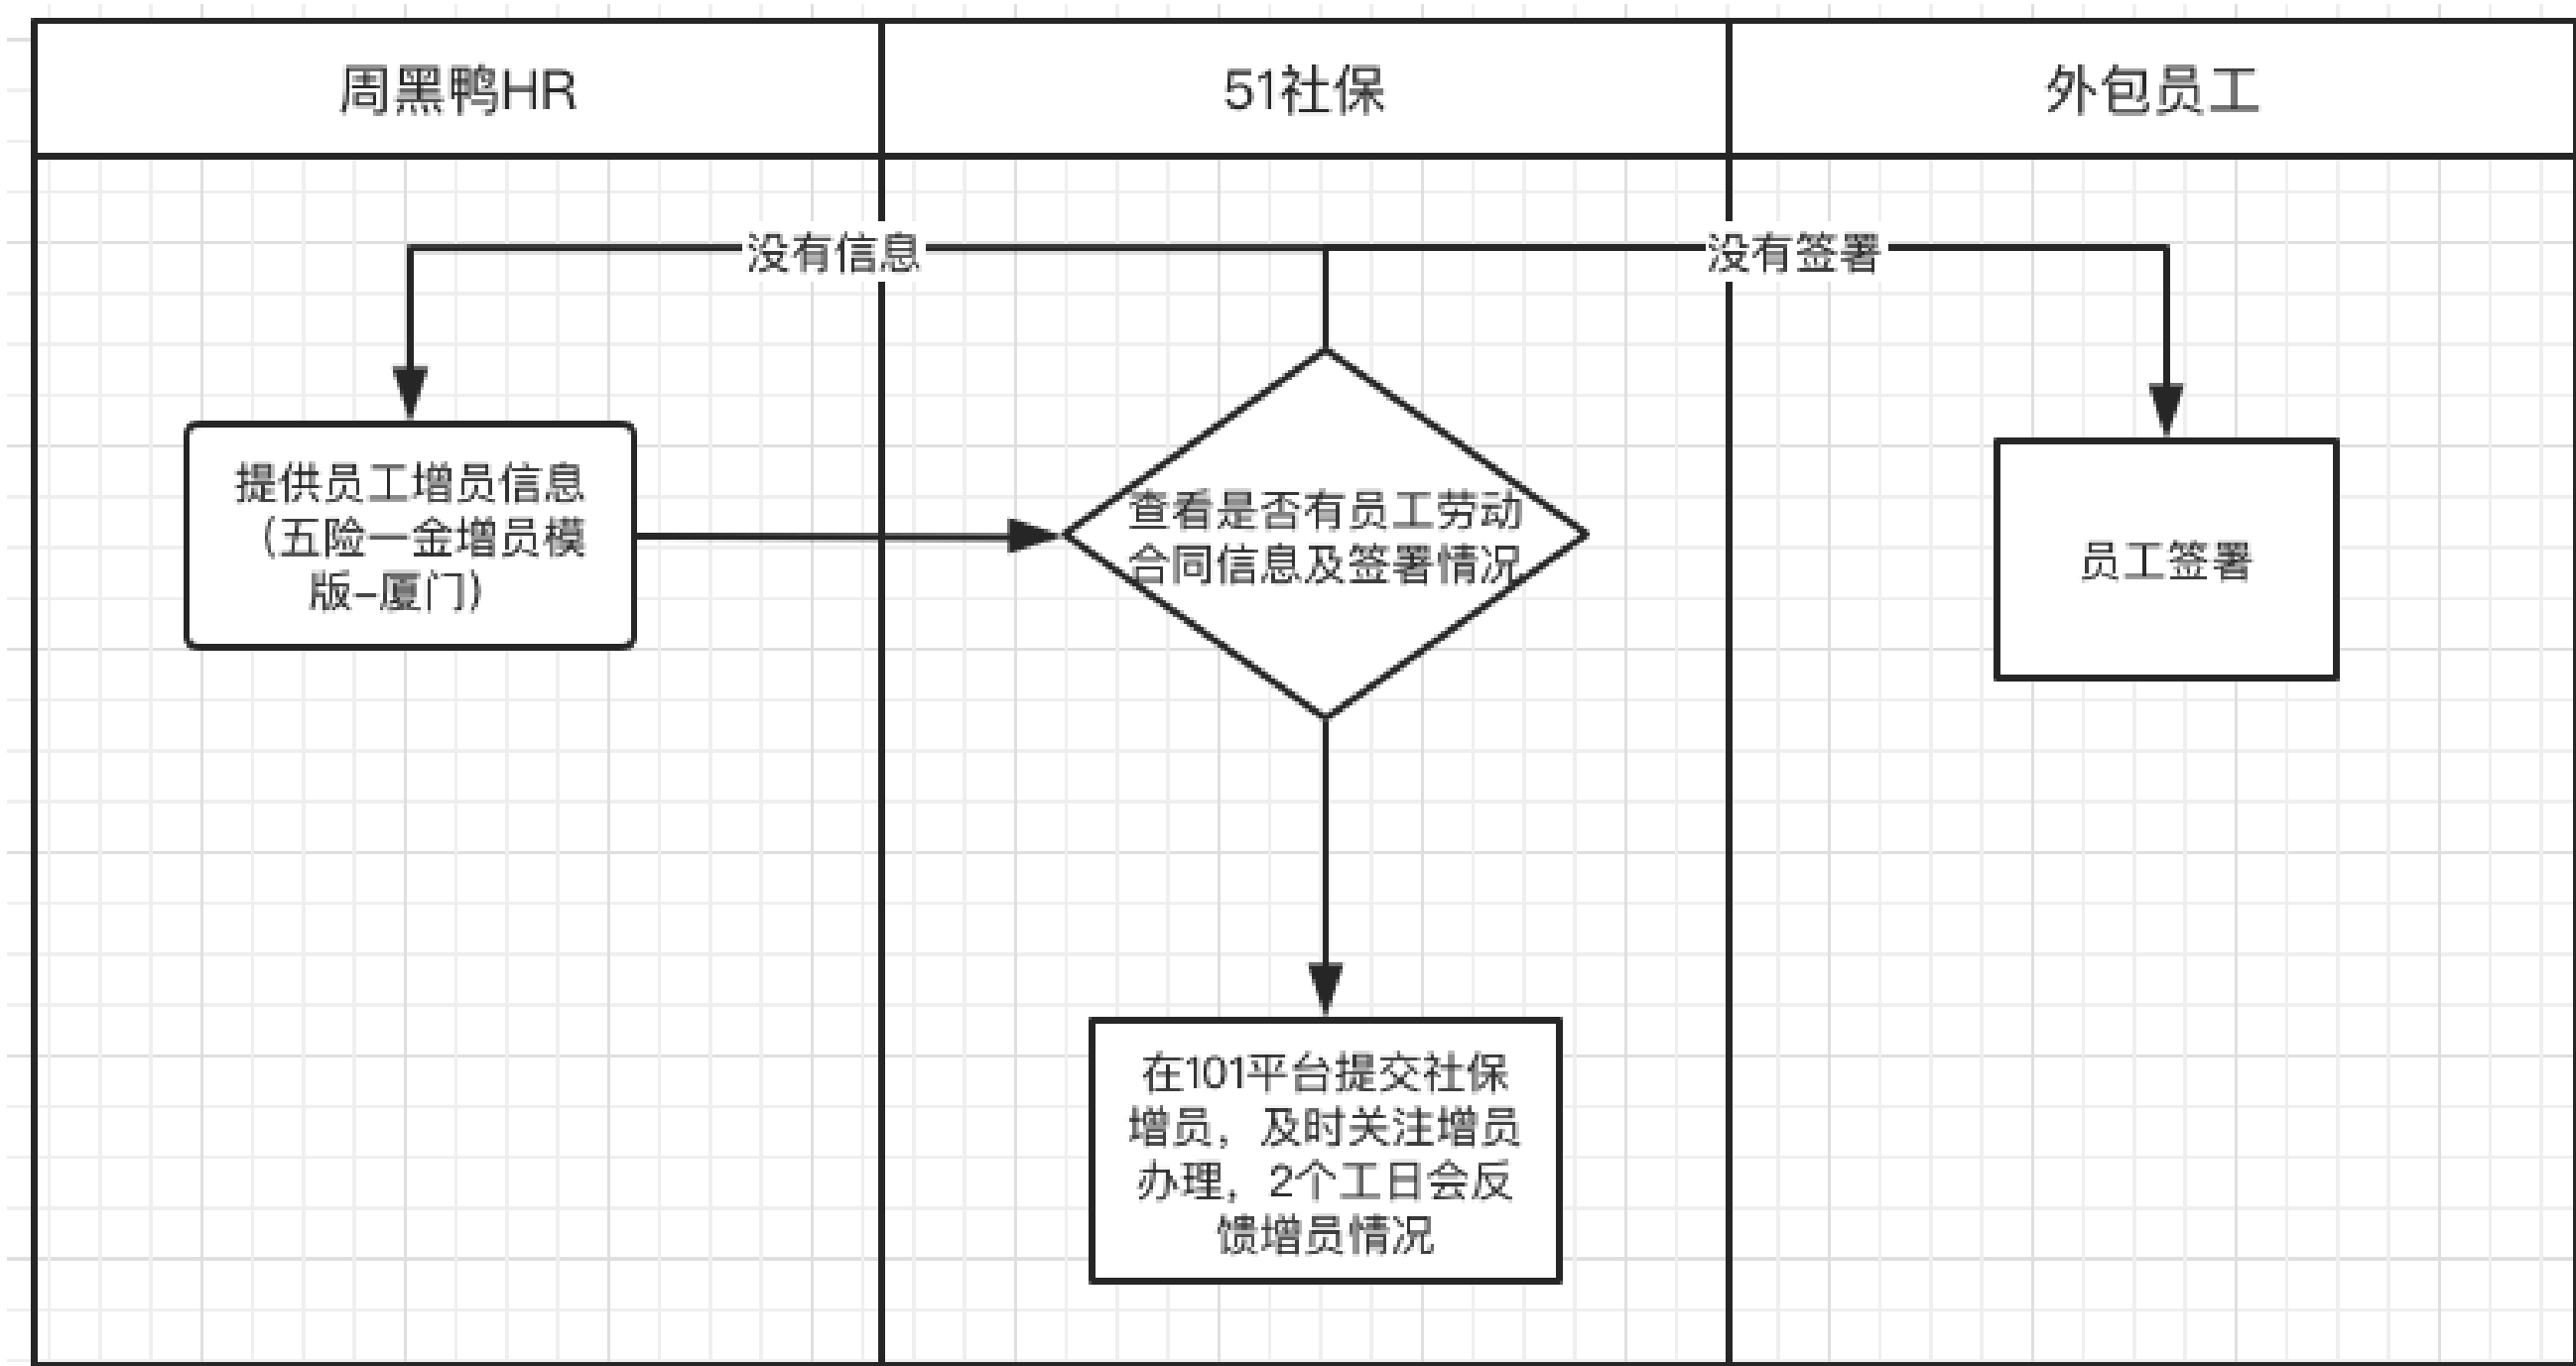 周黑鸭HR
51社保
外包员工
没有信息
没有签署
提供员工增员信息
（五险一金增员模
版-厦门）
查看是否有员工劳动
合同信息及签署情况
员工签署
在101平台提交社保
增员，及时关注增员
办理，2个工日会反
馈增员情况